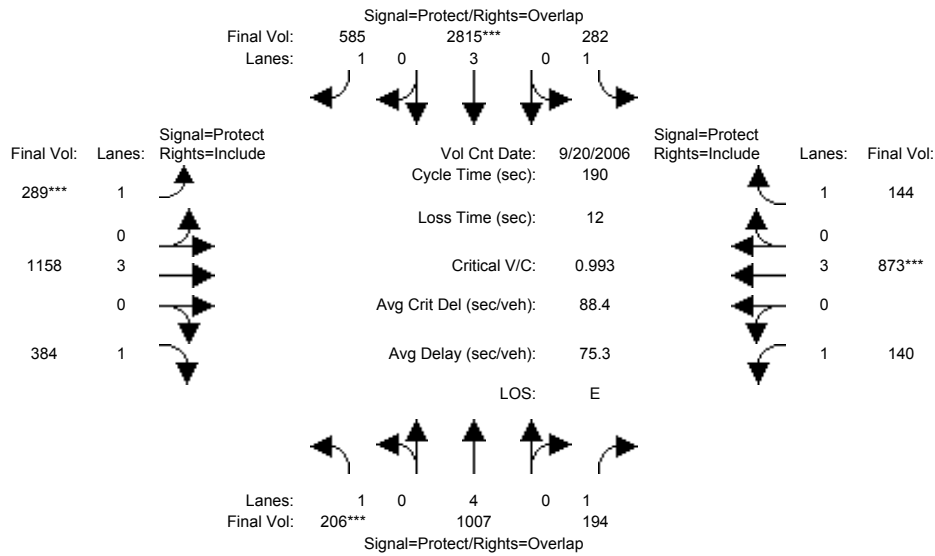 Signal=Protect/Rights=Overlap
Final Vol: 585 2815*** 282
Lanes: 1 0 3 0 1
Signal=Protect Signal=Protect
Final Vol: Lanes: Rights=Include Vol Cnt Date: 9/20/2006 Rights=Include Lanes: Final Vol:
Cycle Time (sec): 190
289*** 1 1 144
Loss Time (sec): 12
0 0
1158 3 Critical V/C: 0.993 3 873***
0 Avg Crit Del (sec/veh): 88.4 0
384 1 Avg Delay (sec/veh): 75.3 1 140
LOS: E
Lanes: 1 0 4 0 1
Final Vol: 206*** 1007 194
Signal=Protect/Rights=Overlap